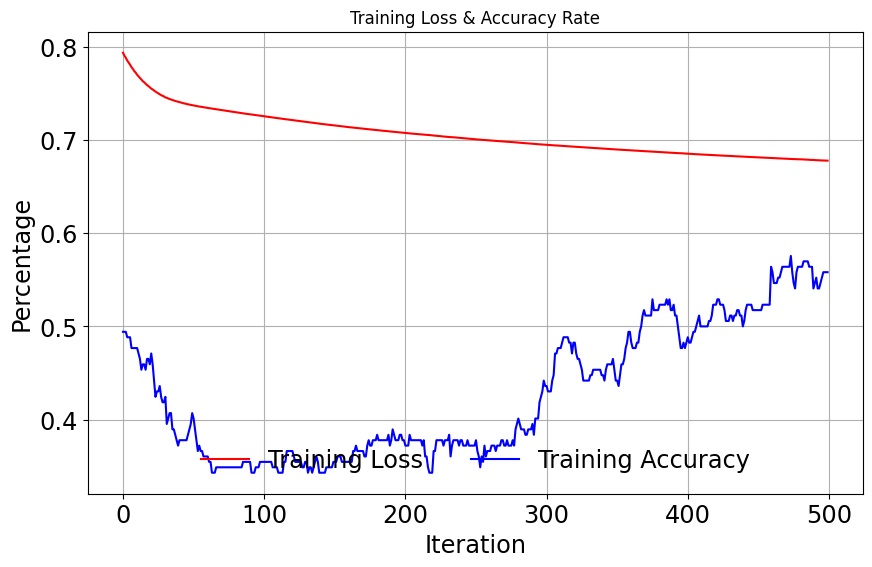 Training Loss & Accuracy Rate
Percentage
0.8
0.7
0.6
0.5
0.4
Training Loss
Training Accuracy
0 100 200 300 400 500
Iteration